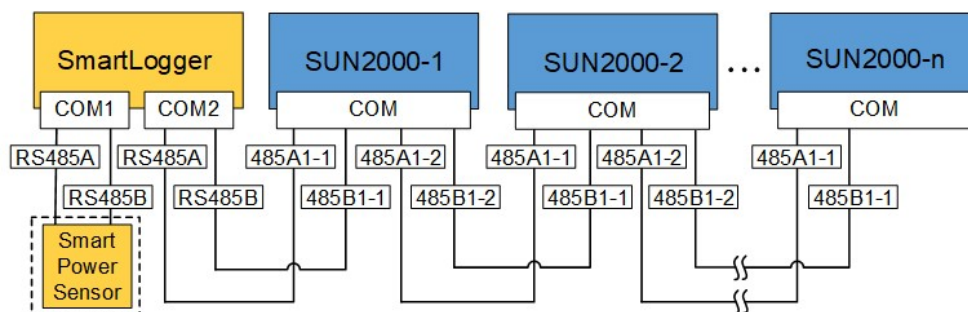 SmartLogger
SUN2000-1
SUN2000-2
...
SUN2000-n
COM1
COM2
COM
COM
COM
RS485A
RS485A
485A1-1
485A1-2
485A1-1
485A1-2
485A1-1
RS485B
RS485B
485B1-1
485B1-2
485B1-1
485B1-2
485B1-1
Smart
Power
Sensor